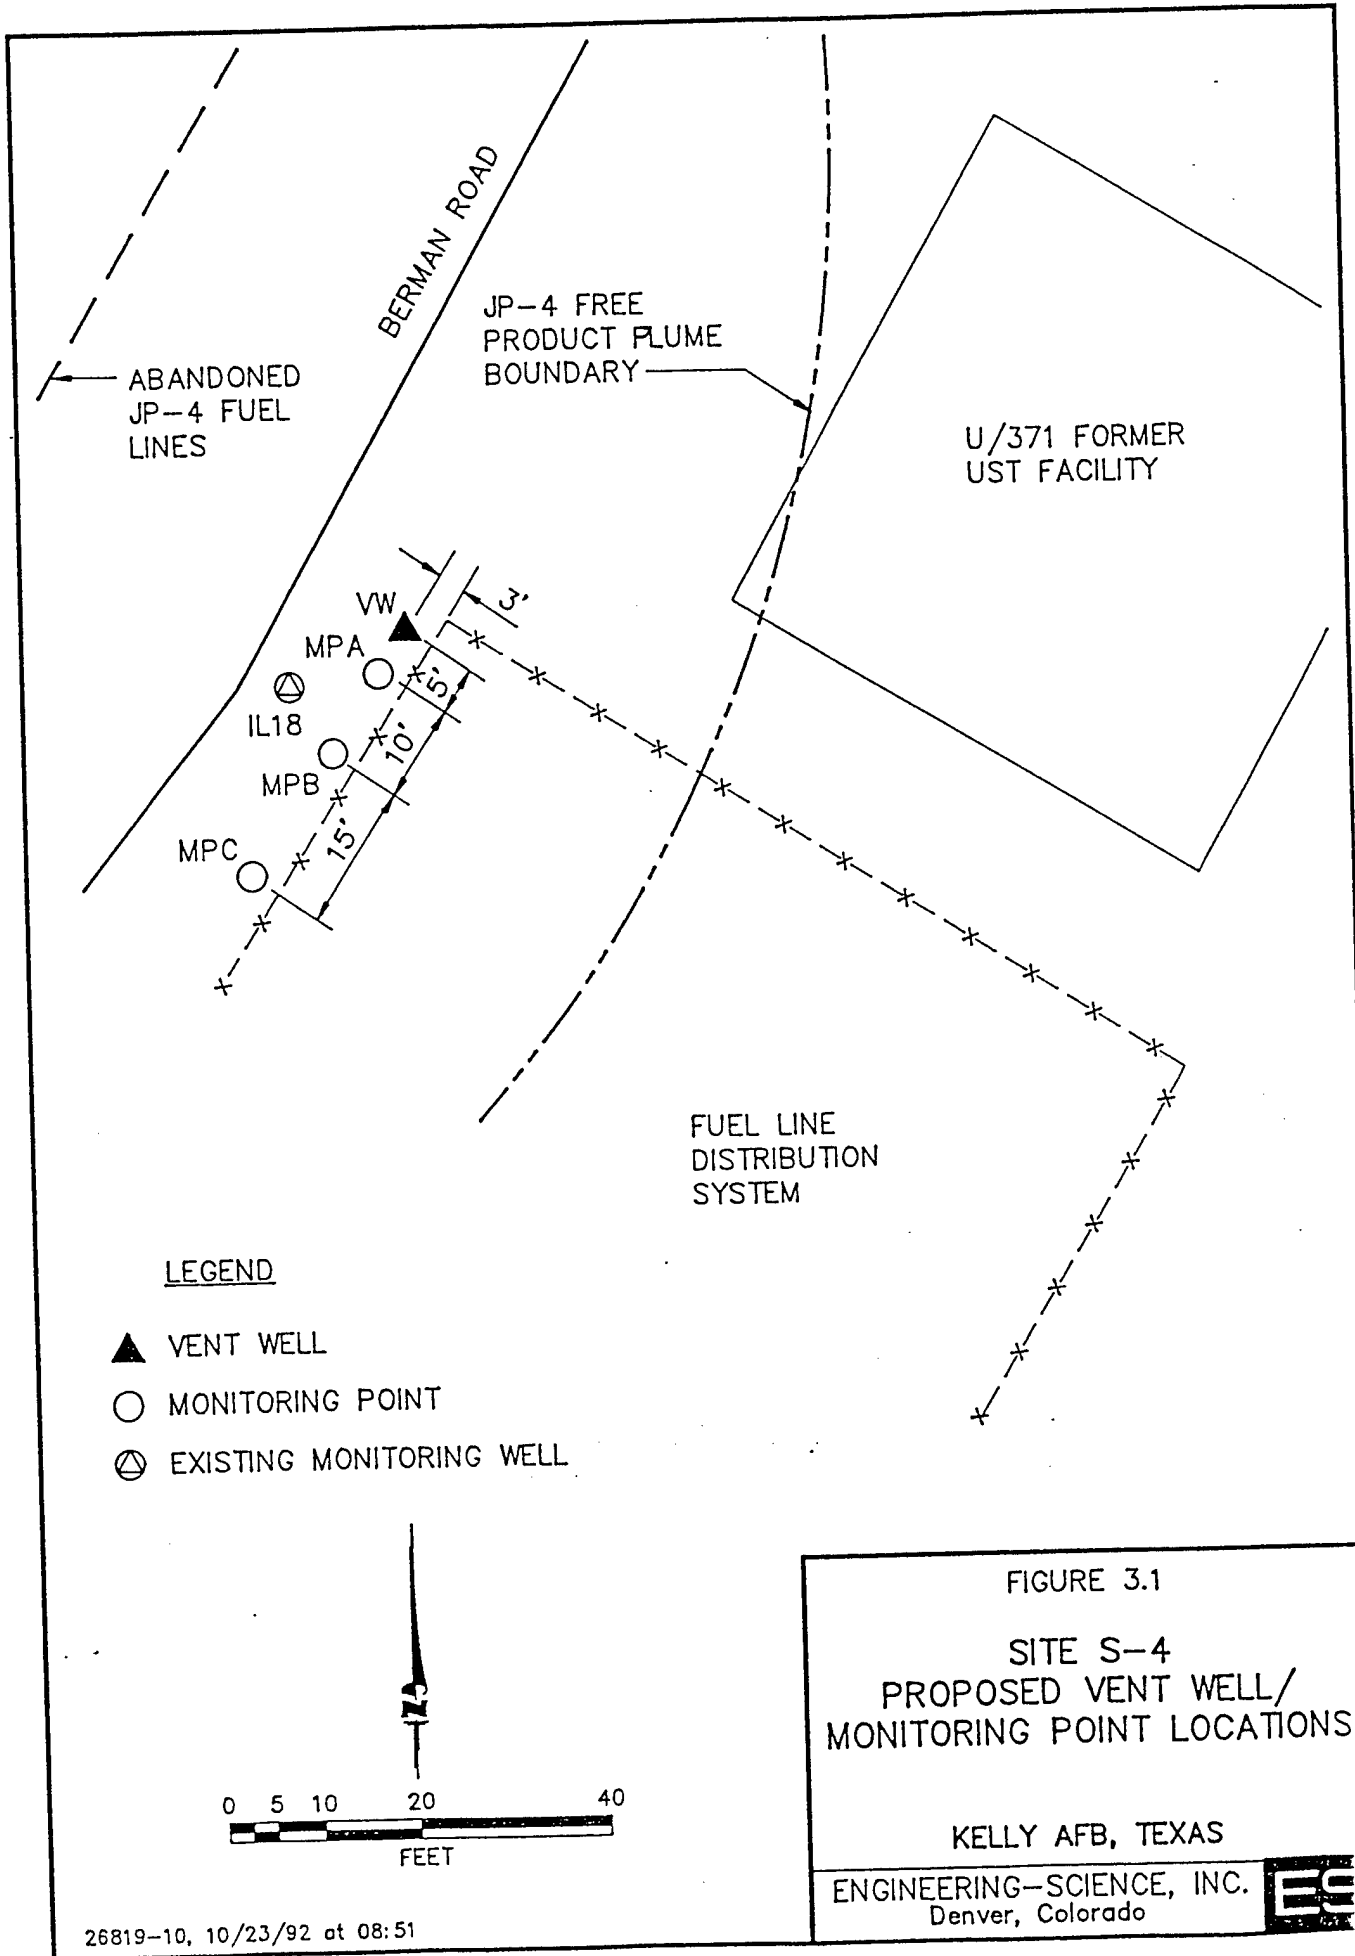 BERMAN ROAD
JP-4 FREE
PRODUCT PLUME
BOUNDARY
ABANDONED
JP-4 FUEL
LINES
U/371 FORMER
UST FACILITY
VW
3'
MPA
5'
IL18
10'
MPB
15'
MPC
FUEL LINE
DISTRIBUTION
SYSTEM
LEGEND
VENT WELL
MONITORING POINT
EXISTING MONITORING WELL
N
0 5 10 20 40
FEET
FIGURE 3.1
SITE S-4
PROPOSED VENT WELL/
MONITORING POINT LOCATIONS
KELLY AFB, TEXAS
ENGINEERING-SCIENCE, INC.
Denver, Colorado
ES
26819-10, 10/23/92 at 08:51